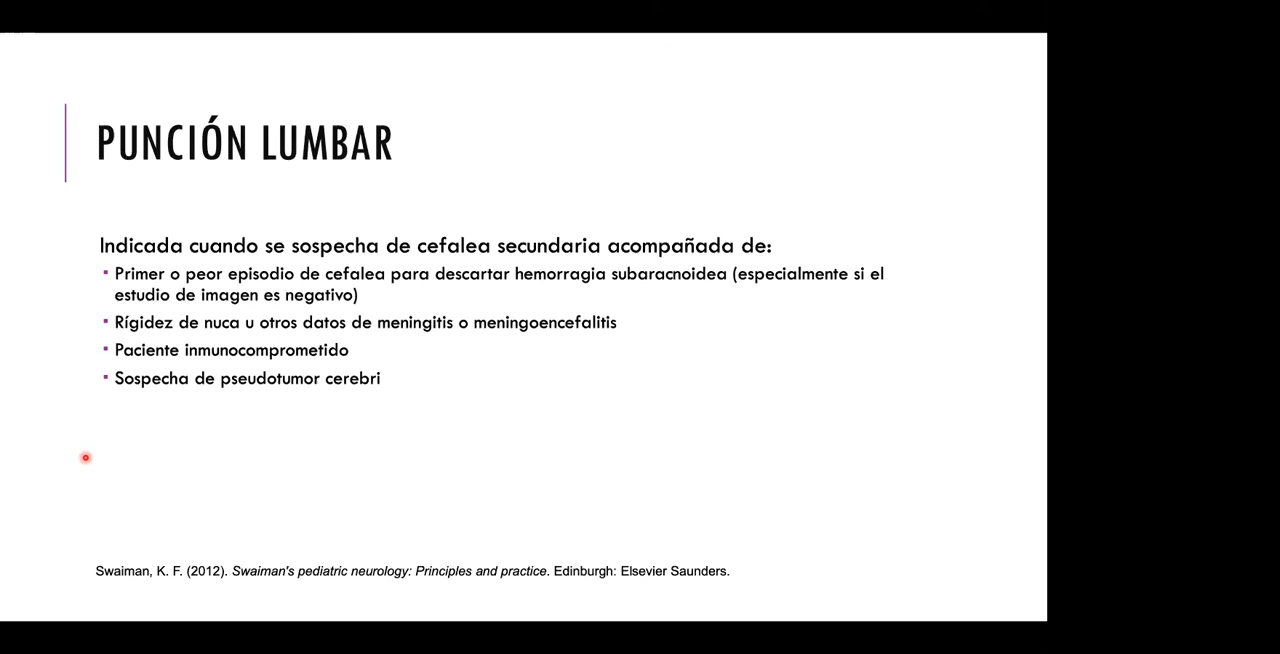 PUNCIÓN LUMBAR
Indicada cuando se sospecha de cefalea secundaria acompañada de:
▪ Primer o peor episodio de cefalea para descartar hemorragia subaracnoidea (especialmente si el
estudio de imagen es negativo)
▪ Rígidez de nuca u otros datos de meningitis o meningoencefalitis
▪ Paciente inmunocomprometido
▪ Sospecha de pseudotumor cerebri
Swaiman, K. F. (2012). Swaiman's pediatric neurology: Principles and practice. Edinburgh: Elsevier Saunders.